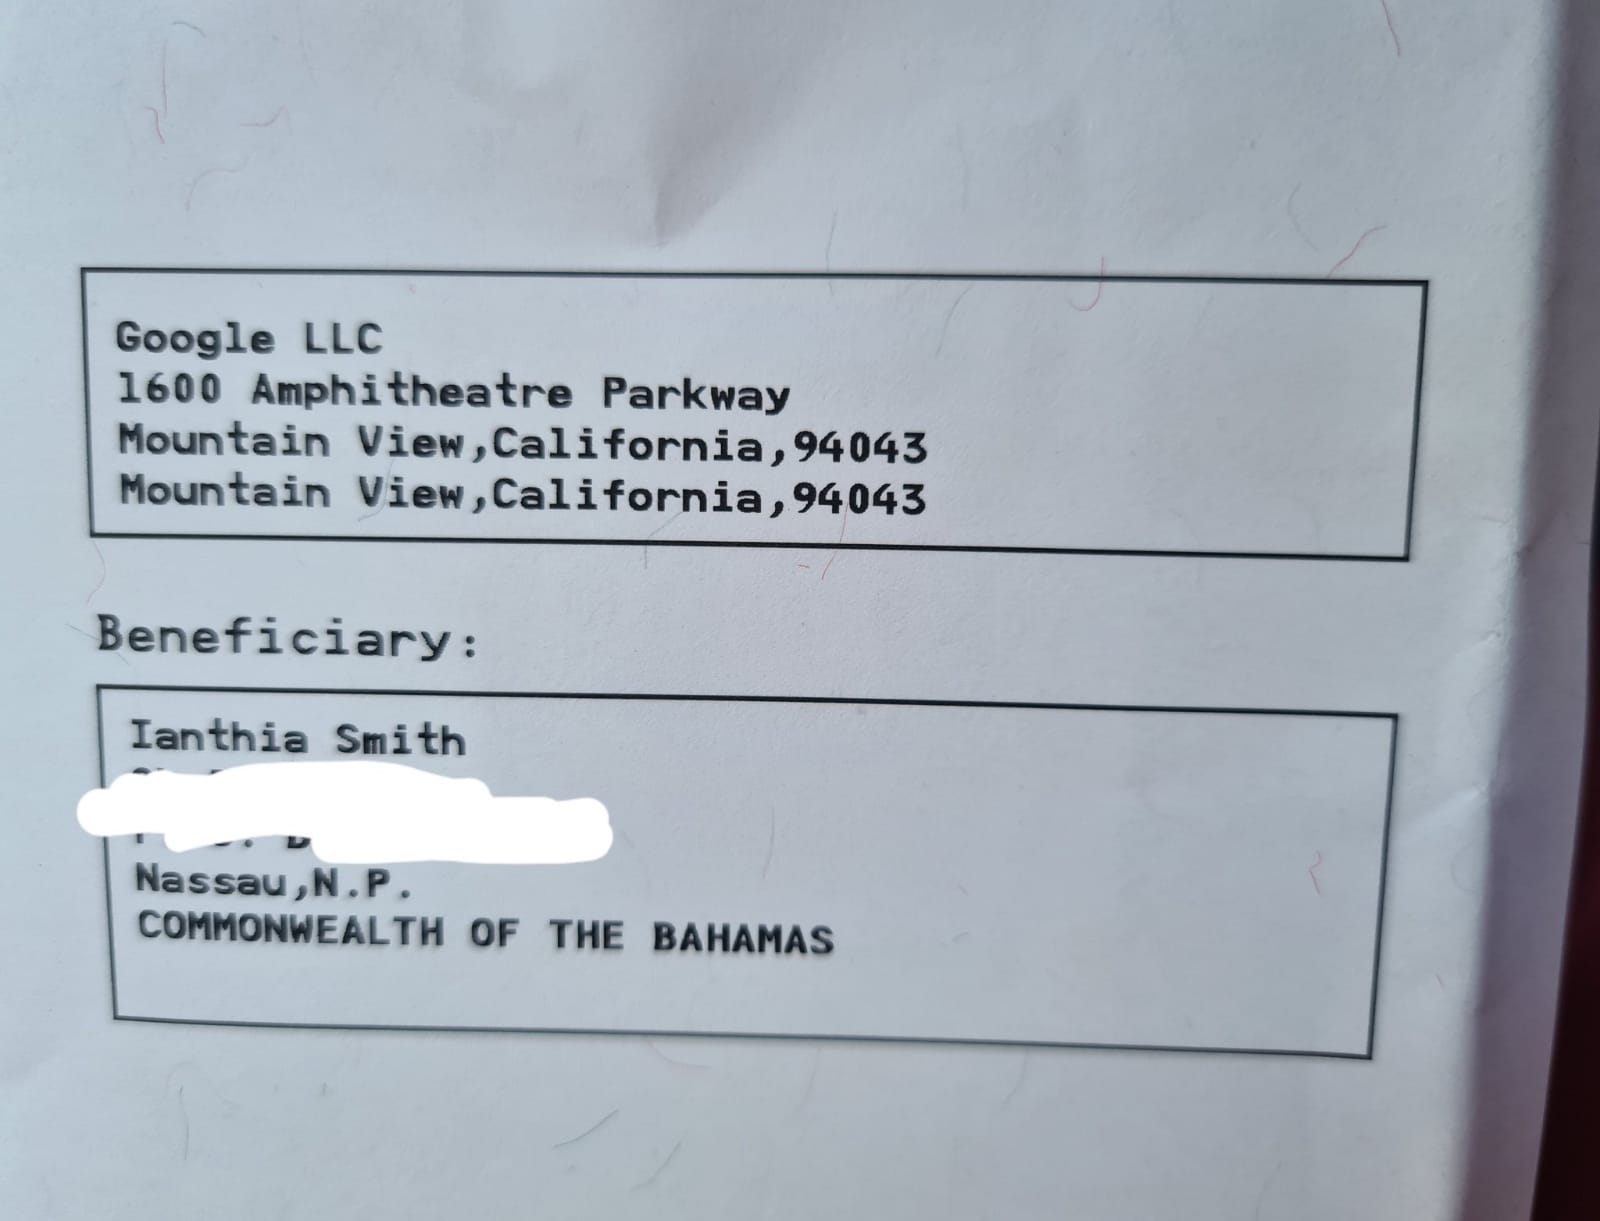 Google LLC
1600 Amphitheatre Parkway
Mountain View,California,94043
Mountain View,California,94043
Beneficiary:
Ianthia Smith
Nassau,N.P.
COMMONWEALTH OF THE BAHAMAS